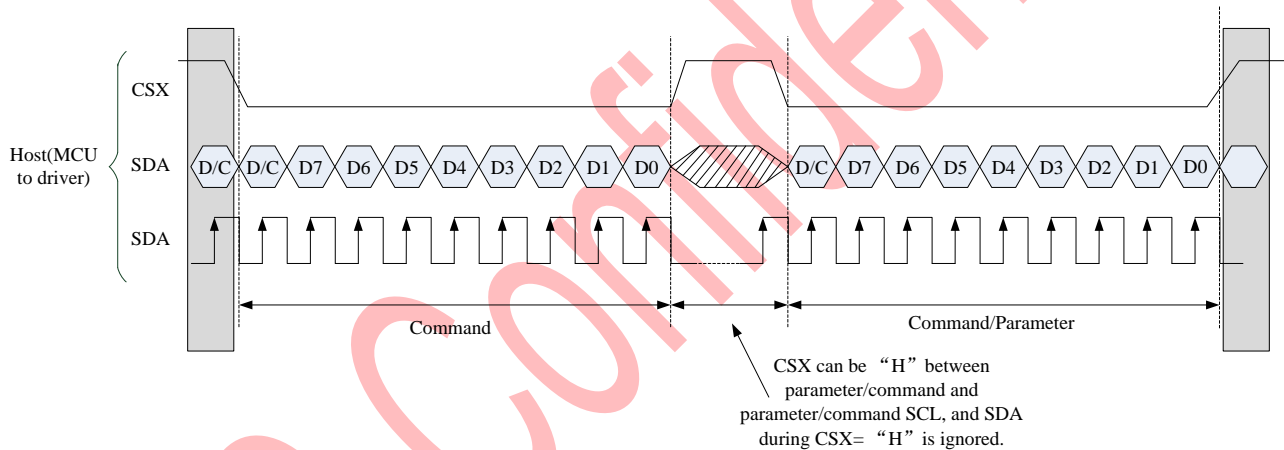 CSX
Host(MCU
to driver)
SDA
D/C D/C D7 D6 D5 D4 D3 D2 D1 D0 D/C D7 D6 D5 D4 D3 D2 D1 D0
SDA
Command
Command/Parameter
CSX can be “H” between
parameter/command and
parameter/command SCL, and SDA
during CSX= “H” is ignored.
Confiden